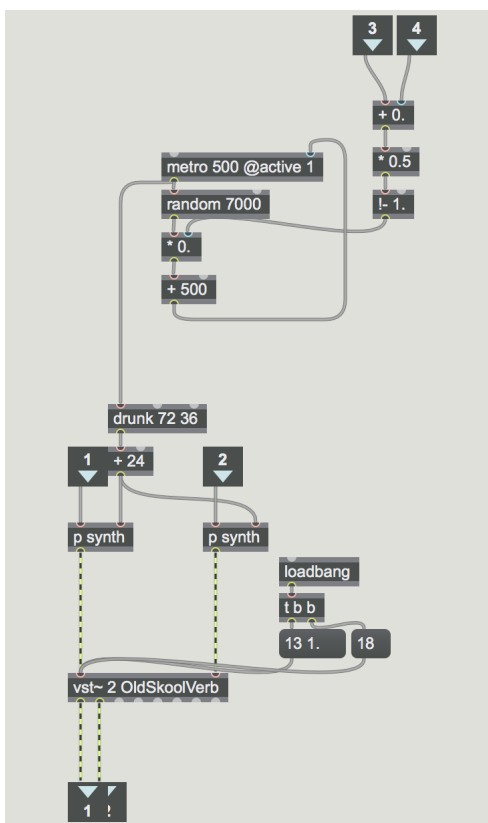 3
4
+ 0.
metro 500 @active 1
* 0.5
random 7000
!- 1.
* 0.
+ 500
drunk 72 36
1
+ 24
2
p synth
p synth
loadbang
t b b
13 1.
18
vst~ 2 OldSkoolVerb
1